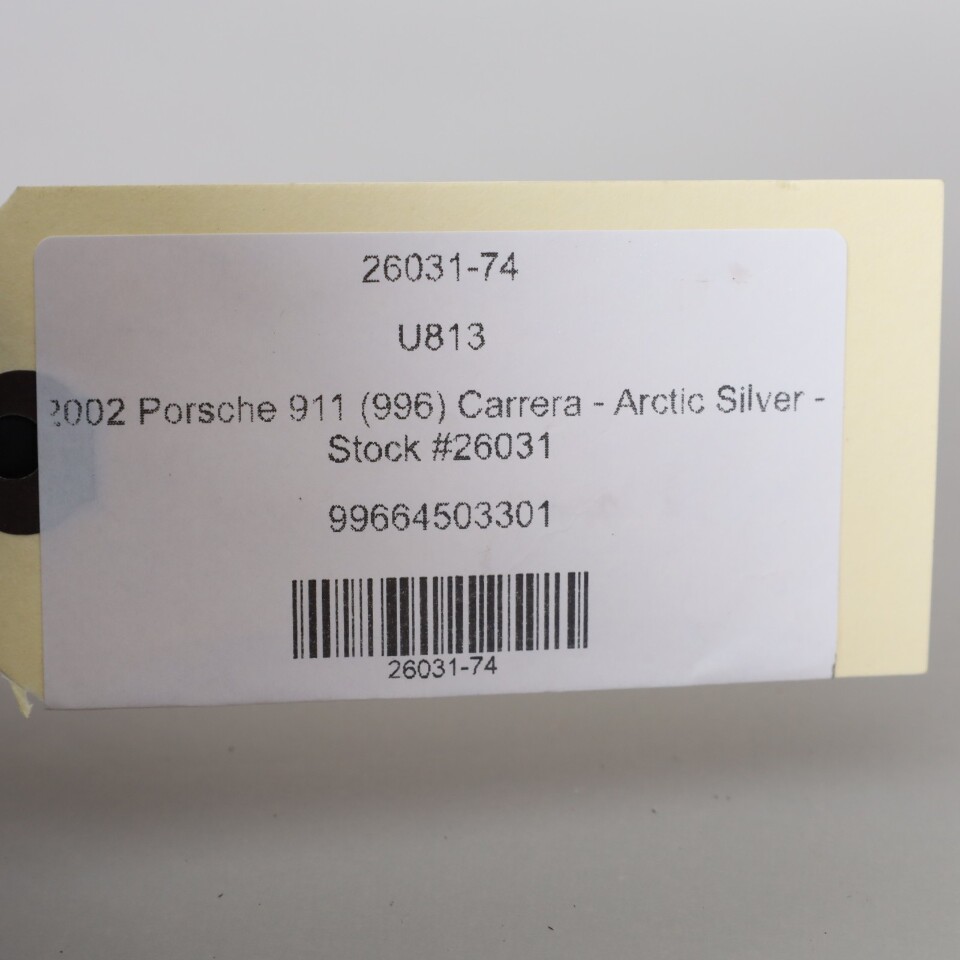 26031-74
U813
2002 Porsche 911 (996) Carrera - Arctic Silver -
Stock #26031
99664503301
26031-74